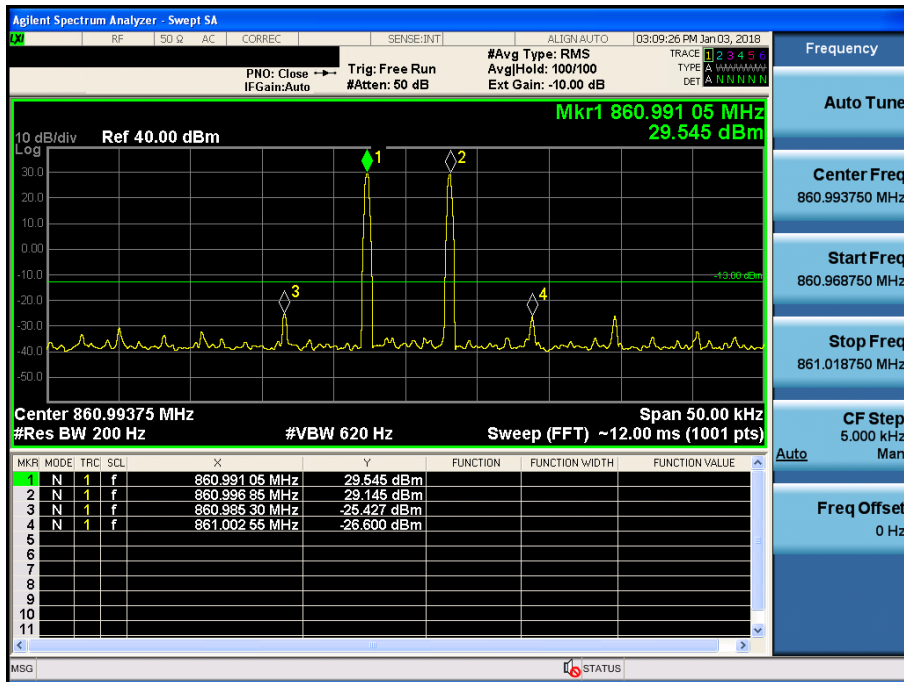 Agilent Spectrum Analyzer - Swept SA
LXI RF 50 Ω AC CORREC SENSE:INT ALIGN AUTO 03:09:26 PM Jan 03, 2018
PNO: Close
IFGain:Auto
Trig: Free Run
#Atten: 50 dB
#Avg Type: RMS
Avg|Hold: 100/100
Ext Gain: -10.00 dB
TRACE 1 2 3 4 5 6
TYPE A WWWWW
DET A N N N N N
Mkr1 860.991 05 MHz
29.545 dBm
10 dB/div Ref 40.00 dBm
Log
30.0
20.0
10.0
0.00
-10.0
-20.0
-30.0
-40.0
-50.0
1
2
3
4
-13.00 dBm
Center 860.99375 MHz Span 50.00 kHz
#Res BW 200 Hz #VBW 620 Hz Sweep (FFT) ~12.00 ms (1001 pts)
MKR MODE TRC SCL X Y FUNCTION FUNCTION WIDTH FUNCTION VALUE
1 N 1 f 860.991 05 MHz 29.545 dBm
2 N 1 f 860.996 85 MHz 29.145 dBm
3 N 1 f 860.985 30 MHz -25.427 dBm
4 N 1 f 861.002 55 MHz -26.600 dBm
5
6
7
8
9
10
11
MSG STATUS
Frequency
Auto Tune
Center Freq
860.993750 MHz
Start Freq
860.968750 MHz
Stop Freq
861.018750 MHz
CF Step
5.000 kHz
Auto Man
Freq Offset
0 Hz